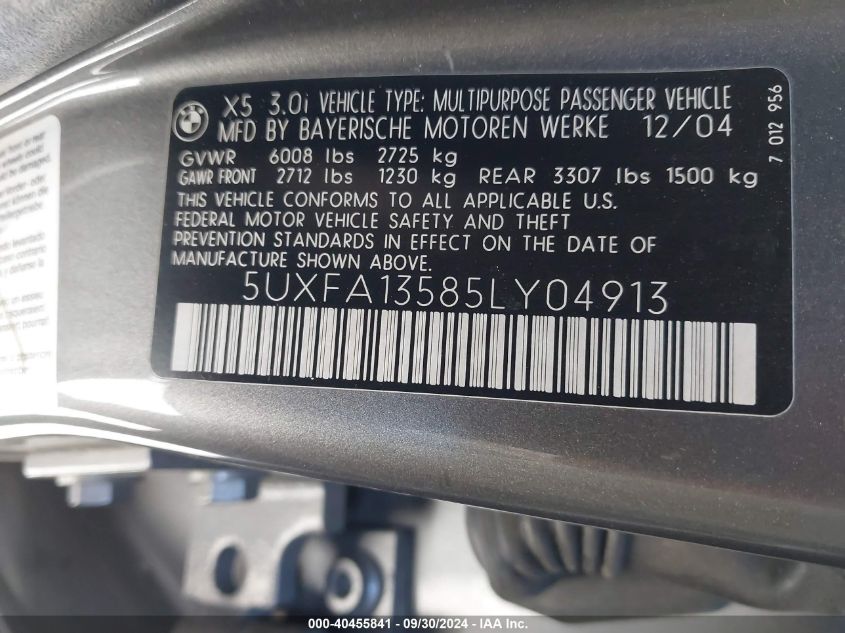 X5 3.0i VEHICLE TYPE: MULTIPURPOSE PASSENGER VEHICLE
MFD BY BAYERISCHE MOTOREN WERKE 12/04
GVWR 6008 lbs 2725 kg
GAWR FRONT 2712 lbs 1230 kg REAR 3307 lbs 1500 kg
THIS VEHICLE CONFORMS TO ALL APPLICABLE U.S.
FEDERAL MOTOR VEHICLE SAFETY AND THEFT
PREVENTION STANDARDS IN EFFECT ON THE DATE OF
MANUFACTURE SHOWN ABOVE.
5UXFA13585LY04913
7 012 956
000-40455841 - 09/30/2024 - IAA Inc.